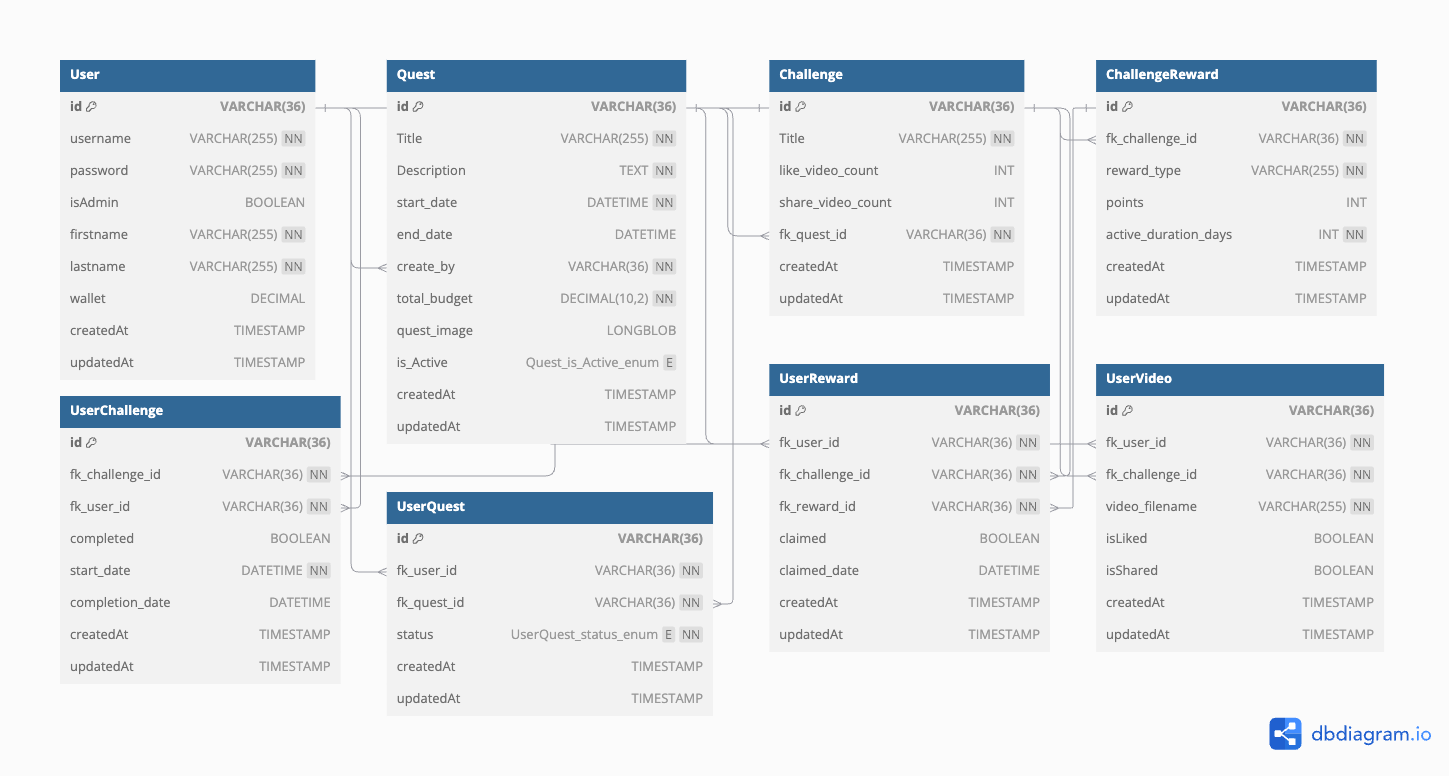 User
id VARCHAR(36)
username VARCHAR(255) NN
password VARCHAR(255) NN
isAdmin BOOLEAN
firstname VARCHAR(255) NN
lastname VARCHAR(255) NN
wallet DECIMAL
createdAt TIMESTAMP
updatedAt TIMESTAMP
Quest
id VARCHAR(36)
Title VARCHAR(255) NN
Description TEXT NN
start_date DATETIME NN
end_date DATETIME
create_by VARCHAR(36) NN
total_budget DECIMAL(10,2) NN
quest_image LONGBLOB
is_Active Quest_is_Active_enum E
createdAt TIMESTAMP
updatedAt TIMESTAMP
Challenge
id VARCHAR(36)
Title VARCHAR(255) NN
like_video_count INT
share_video_count INT
fk_quest_id VARCHAR(36) NN
createdAt TIMESTAMP
updatedAt TIMESTAMP
ChallengeReward
id VARCHAR(36)
fk_challenge_id VARCHAR(36) NN
reward_type VARCHAR(255) NN
points INT
active_duration_days INT NN
createdAt TIMESTAMP
updatedAt TIMESTAMP
UserChallenge
id VARCHAR(36)
fk_challenge_id VARCHAR(36) NN
fk_user_id VARCHAR(36) NN
completed BOOLEAN
start_date DATETIME NN
completion_date DATETIME
createdAt TIMESTAMP
updatedAt TIMESTAMP
UserQuest
id VARCHAR(36)
fk_user_id VARCHAR(36) NN
fk_quest_id VARCHAR(36) NN
status UserQuest_status_enum E NN
createdAt TIMESTAMP
updatedAt TIMESTAMP
UserReward
id VARCHAR(36)
fk_user_id VARCHAR(36) NN
fk_challenge_id VARCHAR(36) NN
fk_reward_id VARCHAR(36) NN
claimed BOOLEAN
claimed_date DATETIME
createdAt TIMESTAMP
updatedAt TIMESTAMP
UserVideo
id VARCHAR(36)
fk_user_id VARCHAR(36) NN
fk_challenge_id VARCHAR(36) NN
video_filename VARCHAR(255) NN
isLiked BOOLEAN
isShared BOOLEAN
createdAt TIMESTAMP
updatedAt TIMESTAMP
dbdiagram.io